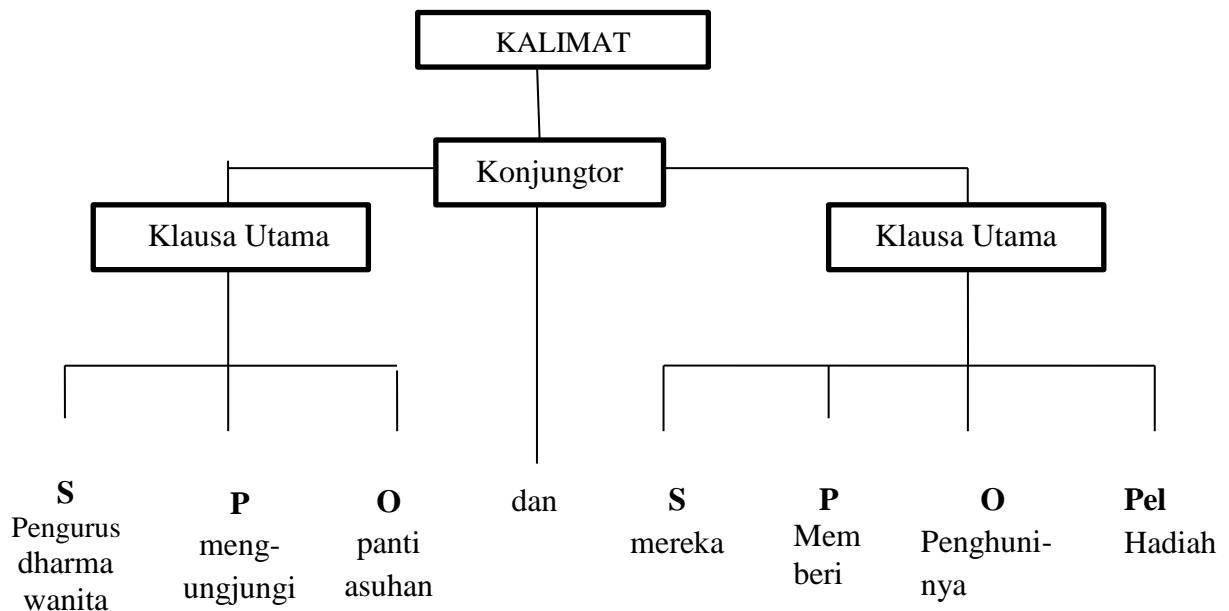 KALIMAT
Konjungtor
Klausa Utama
Klausa Utama
S
Pengurus
dharma
wanita
P
meng-
ungjungi
O
panti
asuhan
dan
S
mereka
P
Mem
beri
O
Penghuni-
nya
Pel
Hadiah